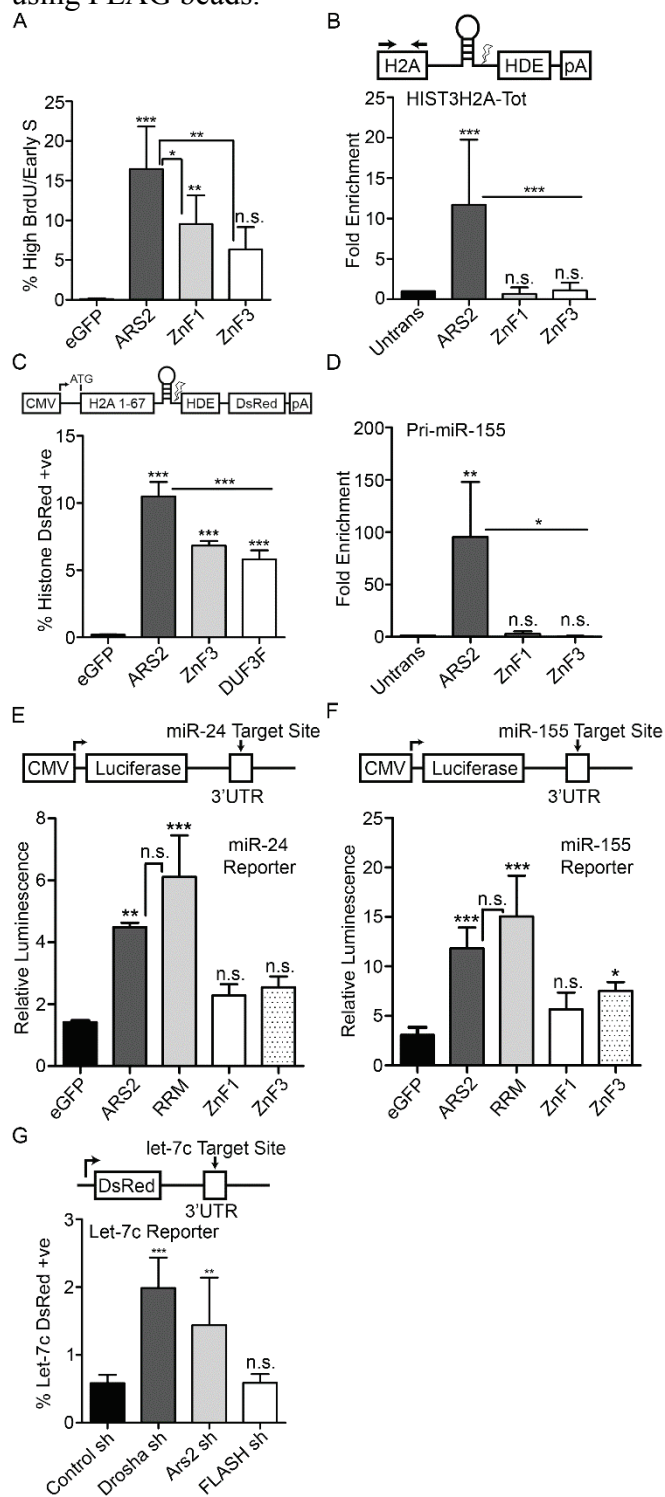 using FLAG beads.
A
% High BrdU/Early S
25
20
15
10
5
0
***
**
*
**
n.s.
eGFP
ARS2
ZnF1
ZnF3
B
H2A
HDE
pA
HIST3H2A-Tot
Fold Enrichment
25
20
15
10
5
0
***
***
n.s.
n.s.
Untrans
ARS2
ZnF1
ZnF3
C
CMV
ATG
H2A 1-67
HDE
DsRed
pA
% Histone DsRed +ve
15
10
5
0
***
***
***
***
eGFP
ARS2
ZnF3
DUF3F
D
Pri-miR-155
Fold Enrichment
200
150
100
50
0
**
*
n.s.
n.s.
Untrans
ARS2
ZnF1
ZnF3
E
miR-24 Target Site
CMV
Luciferase
3'UTR
miR-24
Reporter
Relative Luminescence
8
6
4
2
0
**
n.s.
***
n.s.
n.s.
eGFP
ARS2
RRM
ZnF1
ZnF3
F
miR-155 Target Site
CMV
Luciferase
3'UTR
miR-155
Reporter
Relative Luminescence
25
20
15
10
5
0
***
n.s.
***
n.s.
*
eGFP
ARS2
RRM
ZnF1
ZnF3
G
let-7c Target Site
DsRed
3'UTR
Let-7c Reporter
% Let-7c DsRed +ve
3
2
1
0
***
**
n.s.
Control sh
Drosha sh
Ars2 sh
FLASH sh